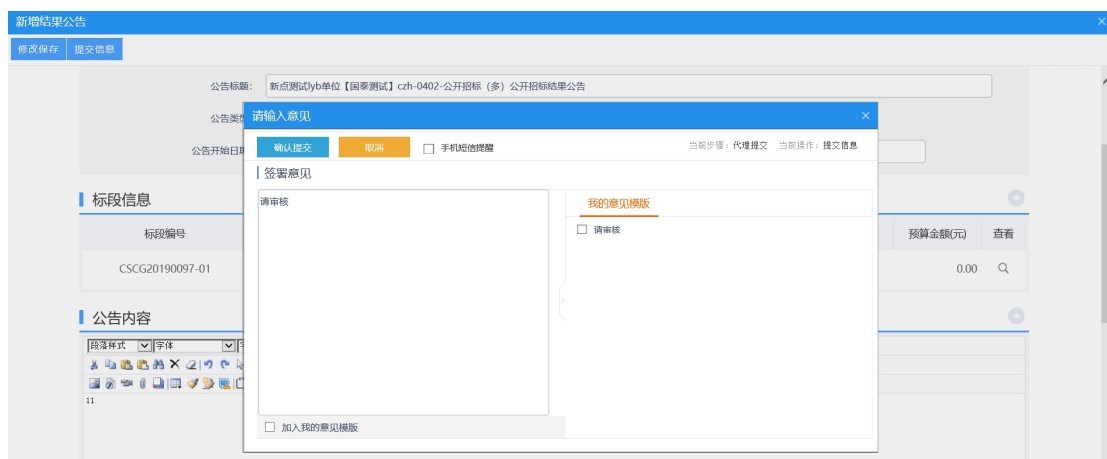 新增结果公告
修改保存 提交信息
公告标题: 新点测试lyb单位【国泰测试】czh-0402-公开招标（多）公开招标结果公告
公告类
请输入意见
公告开始日
确认提交 取消 手机短信提醒 当前步骤：代理提交 当前操作：提交信息
签署意见
标段信息
请审核
我的意见模版
请审核
标段编号 预算金额(元) 查看
CSCG20190097-01 0.00
公告内容
段落样式 字体
11
加入我的意见模版